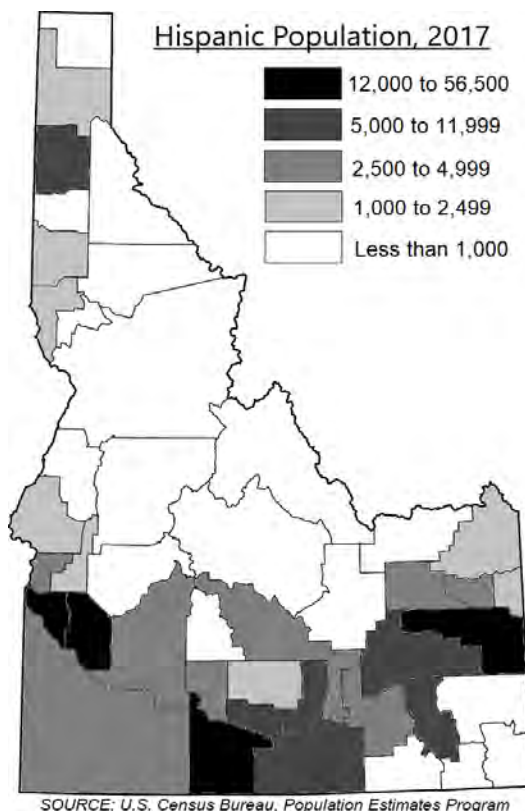 Hispanic Population, 2017
12,000 to 56,500
5,000 to 11,999
2,500 to 4,999
1,000 to 2,499
Less than 1,000
SOURCE: U.S. Census Bureau, Population Estimates Program